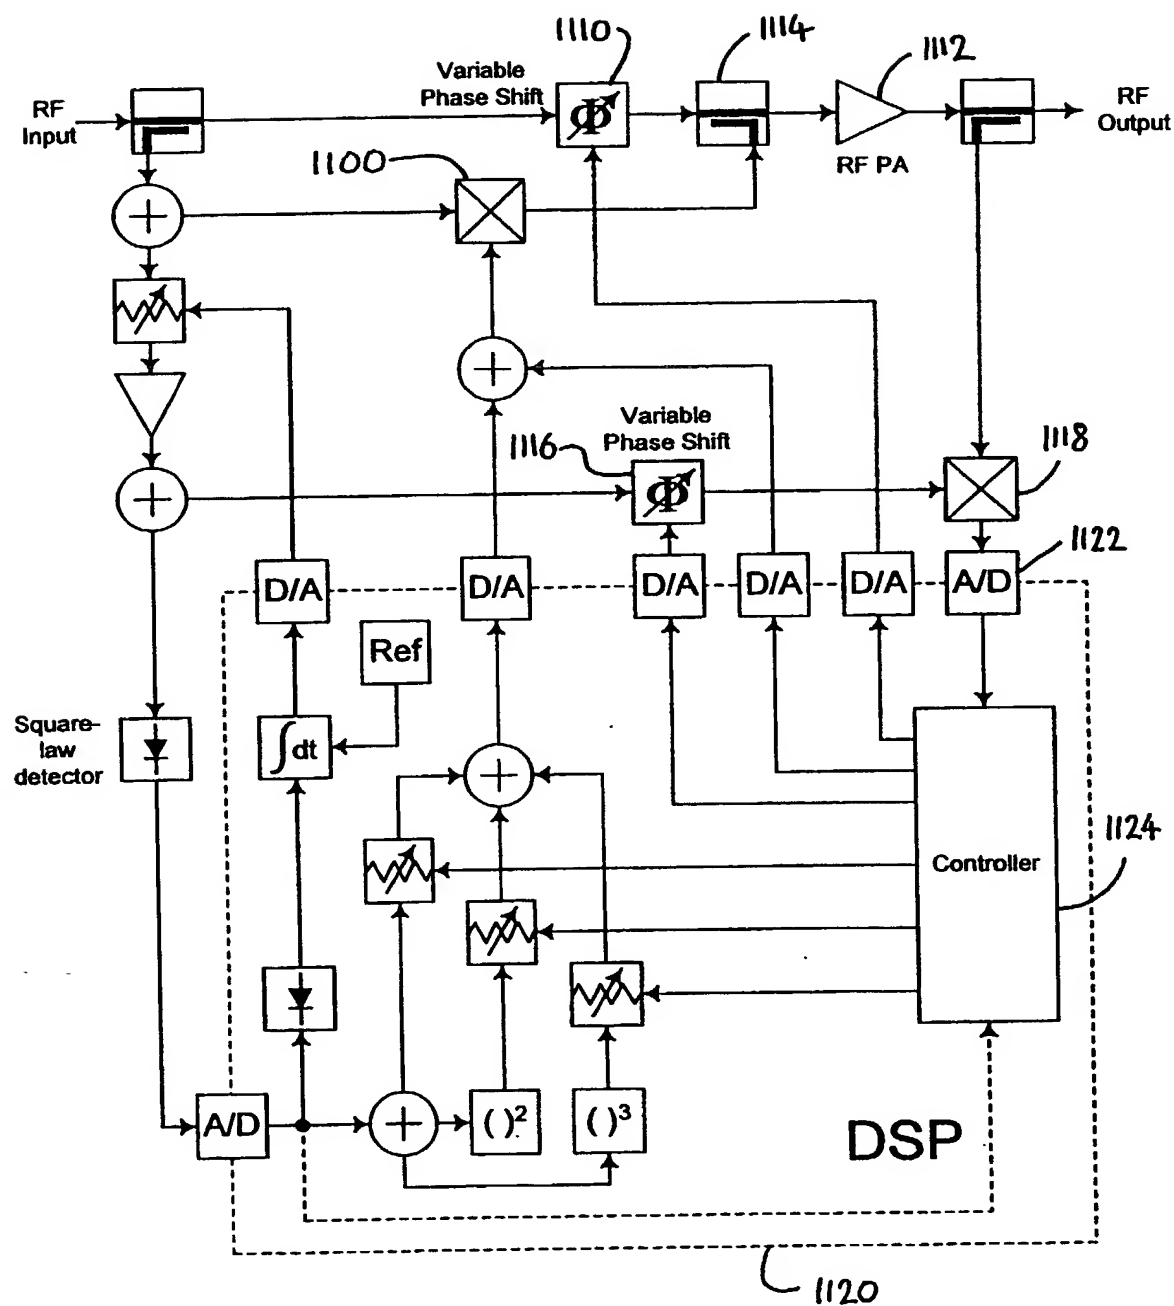 1110
1114
1112
Variable
Phase Shift
RF
Input
Φ
RF
Output
RF PA
1100
Variable
Phase Shift
1116
Φ
1118
1122
D/A
D/A
D/A
D/A
D/A
A/D
Ref
Square-
law
detector
∫dt
1124
Controller
A/D
( )²
( )³
DSP
1120